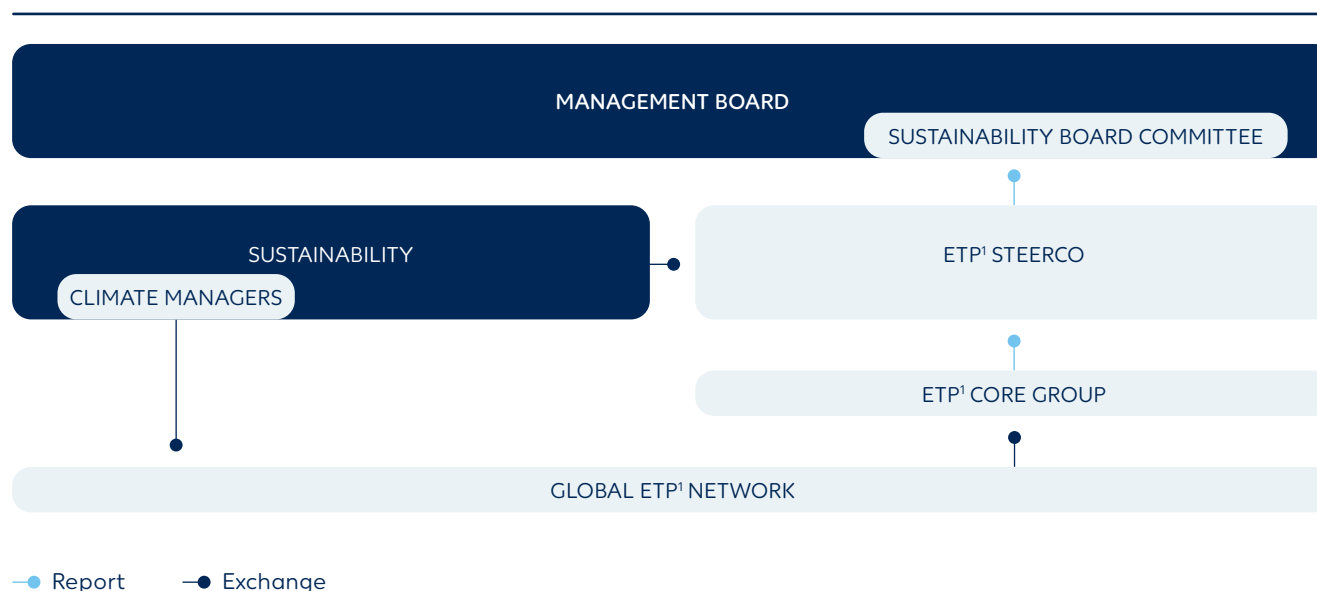 MANAGEMENT BOARD
SUSTAINABILITY BOARD COMMITTEE
SUSTAINABILITY
CLIMATE MANAGERS
ETP¹ STEERCO
ETP¹ CORE GROUP
GLOBAL ETP¹ NETWORK
Report
Exchange